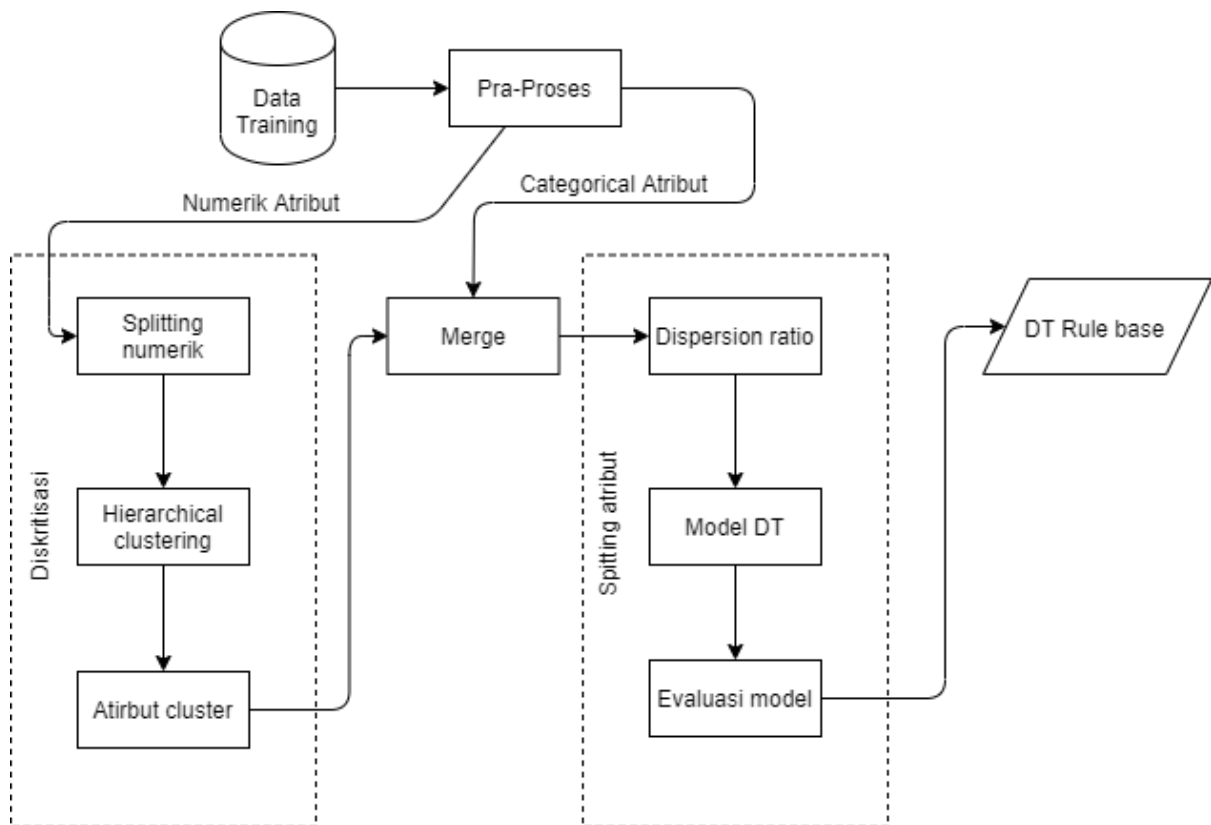 Data
Training
Pra-Proses
Numerik Atribut
Categorical Atribut
Diskritisasi
Splitting
numerik
Hierarchical
clustering
Atirbut cluster
Merge
Spitting atribut
Dispersion ratio
Model DT
Evaluasi model
DT Rule base